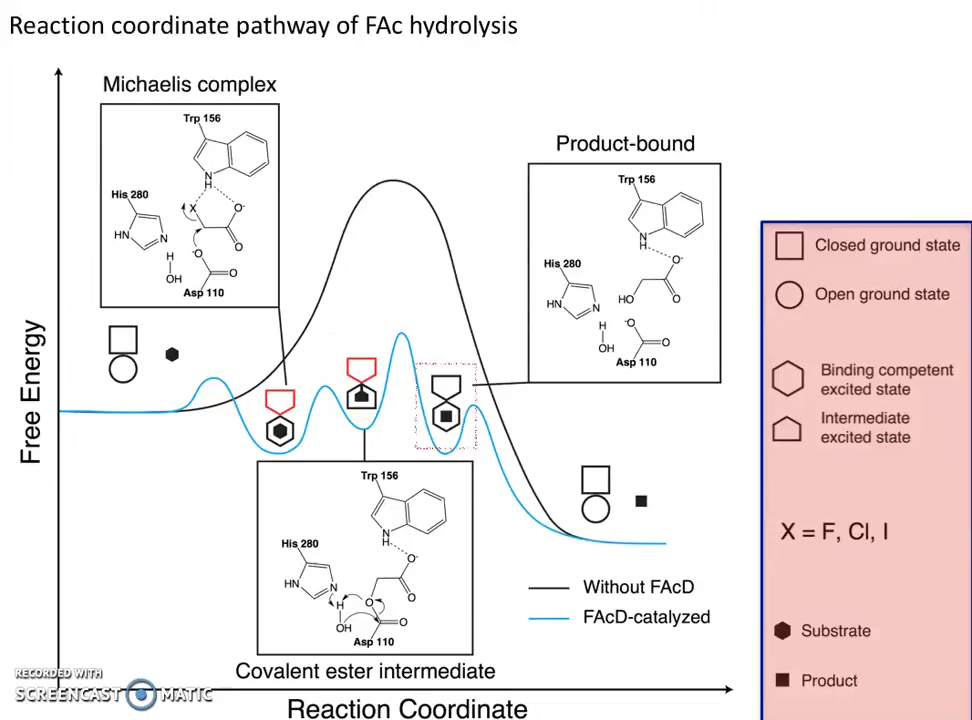 Reaction coordinate pathway of FAc hydrolysis
Michaelis complex
Trp 156
N
H
His 280
X
O-
O
HN
N
H
OH
-O
O
Asp 110
Product-bound
Trp 156
N
H
His 280
O-
O
HO
HN
N
H
OH
-O
O
Asp 110
Free Energy
Trp 156
N
H
His 280
O-
O
HN
N
H
O
OH
O
Asp 110
Covalent ester intermediate
Without FAcD
FAcD-catalyzed
Reaction Coordinate
Closed ground state
Open ground state
Binding competent
excited state
Intermediate
excited state
X = F, Cl, I
Substrate
Product
RECORDED WITH
SCREENCAST MATIC